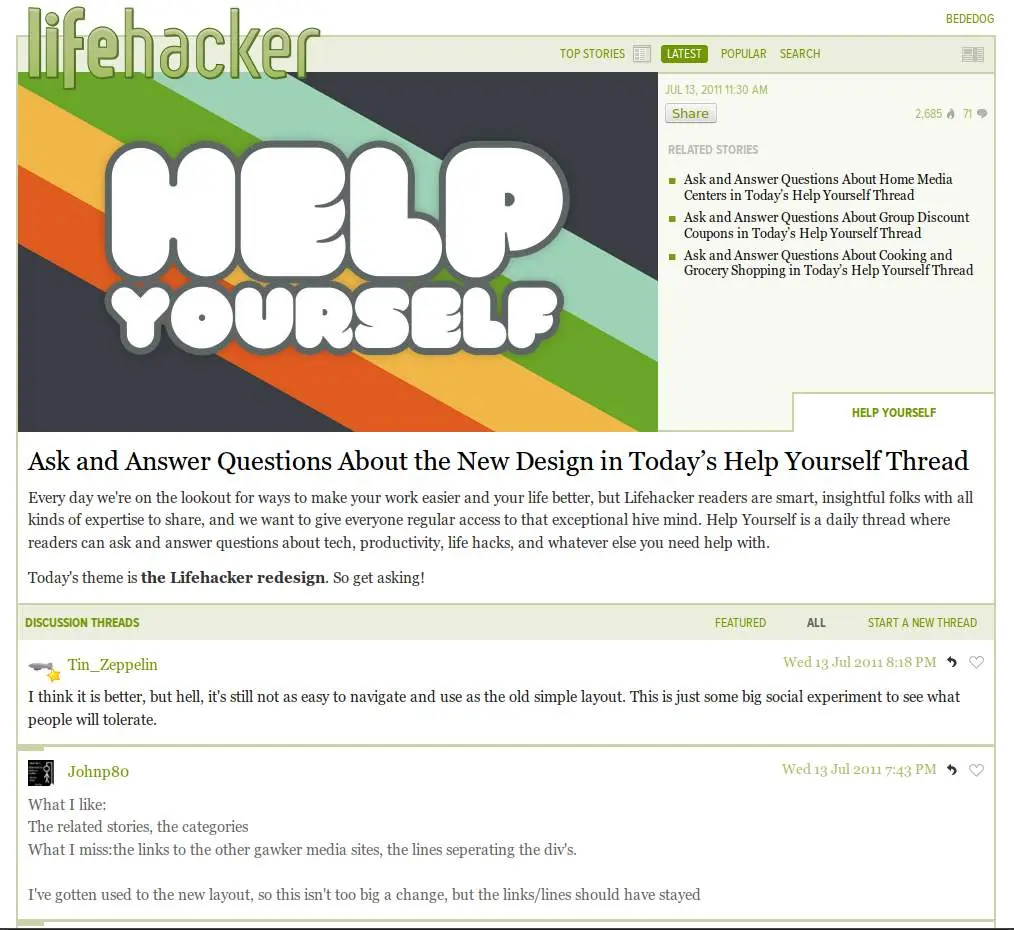 BEDEDOG
lifehacker
TOP STORIES LATEST POPULAR SEARCH
HELP
YOURSELF
JUL 13, 2011 11:30 AM
Share 2,685 71
RELATED STORIES
Ask and Answer Questions About Home Media
Centers in Today’s Help Yourself Thread
Ask and Answer Questions About Group Discount
Coupons in Today’s Help Yourself Thread
Ask and Answer Questions About Cooking and
Grocery Shopping in Today’s Help Yourself Thread
HELP YOURSELF
Ask and Answer Questions About the New Design in Today’s Help Yourself Thread
Every day we're on the lookout for ways to make your work easier and your life better, but Lifehacker readers are smart, insightful folks with all
kinds of expertise to share, and we want to give everyone regular access to that exceptional hive mind. Help Yourself is a daily thread where
readers can ask and answer questions about tech, productivity, life hacks, and whatever else you need help with.
Today's theme is the Lifehacker redesign. So get asking!
DISCUSSION THREADS FEATURED ALL START A NEW THREAD
Tin_Zeppelin Wed 13 Jul 2011 8:18 PM
I think it is better, but hell, it's still not as easy to navigate and use as the old simple layout. This is just some big social experiment to see what
people will tolerate.
Johnp80 Wed 13 Jul 2011 7:43 PM
What I like:
The related stories, the categories
What I miss:the links to the other gawker media sites, the lines seperating the div's.
I've gotten used to the new layout, so this isn't too big a change, but the links/lines should have stayed